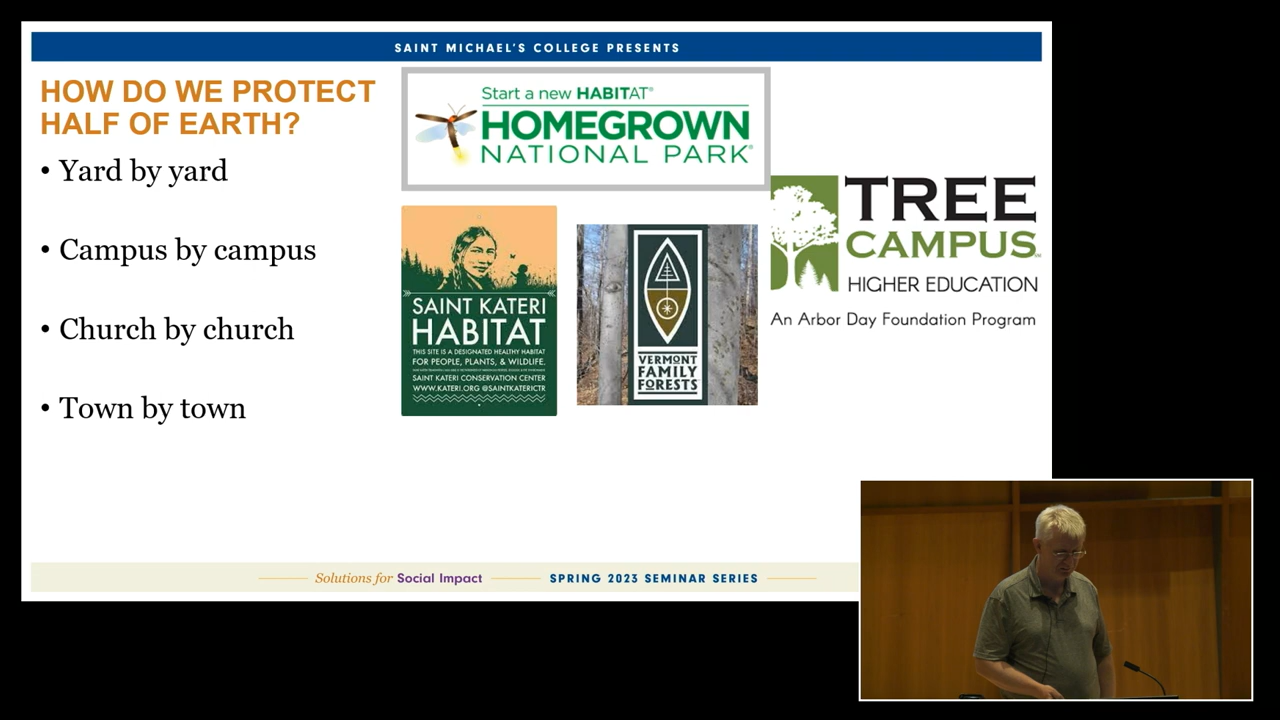 SAINT MICHAEL'S COLLEGE PRESENTS
HOW DO WE PROTECT
HALF OF EARTH?
• Yard by yard
• Campus by campus
• Church by church
• Town by town
Start a new HABITAT®
HOMEGROWN
NATIONAL PARK®
SAINT KATERI
HABITAT
THIS SITE IS A DESIGNATED HEALTHY HABITAT
FOR PEOPLE, PLANTS, & WILDLIFE.
SAINT KATERI CONSERVATION CENTER
WWW.KATERI.ORG @SAINTKATERICTR
VERMONT
FAMILY
FORESTS
TREE
CAMPUS
HIGHER EDUCATION
An Arbor Day Foundation Program
Solutions for Social Impact
SPRING 2023 SEMINAR SERIES